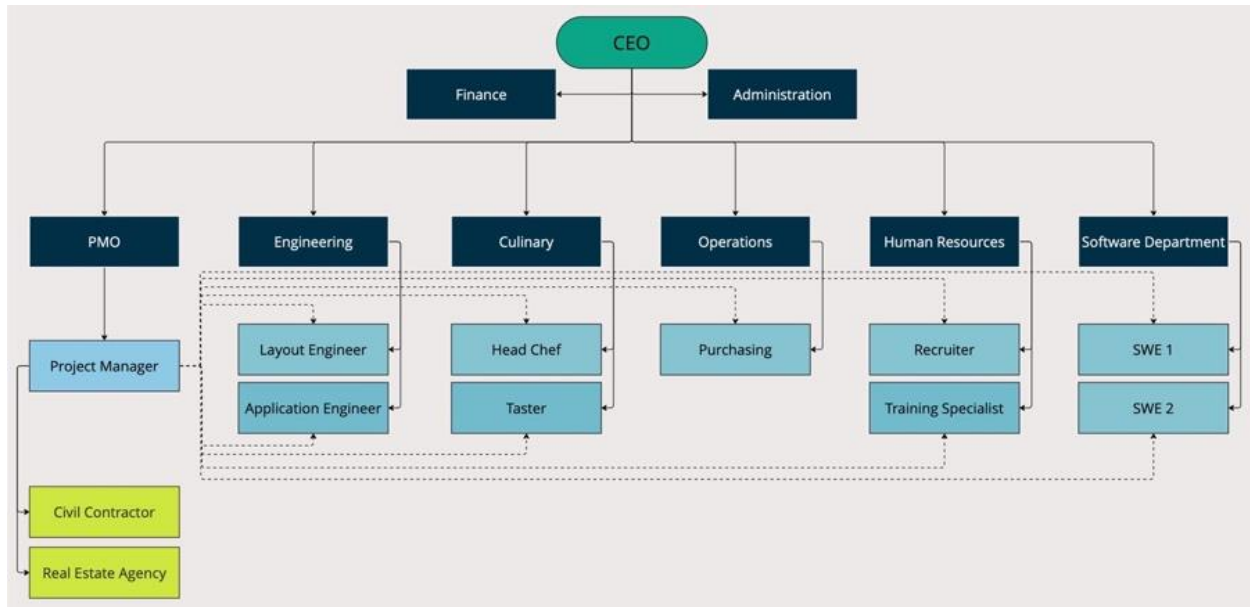 CEO
Finance
Administration
PMO
Engineering
Culinary
Operations
Human Resources
Software Department
Project Manager
Layout Engineer
Head Chef
Purchasing
Recruiter
SWE 1
Application Engineer
Taster
Training Specialist
SWE 2
Civil Contractor
Real Estate Agency